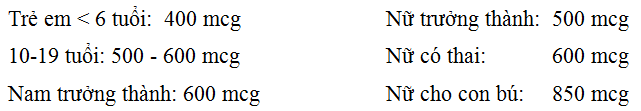 Trẻ em < 6 tuổi: 400 mcg
10-19 tuổi: 500 - 600 mcg
Nam trưởng thành: 600 mcg
Nữ trưởng thành: 500 mcg
Nữ có thai: 600 mcg
Nữ cho con bú: 850 mcg